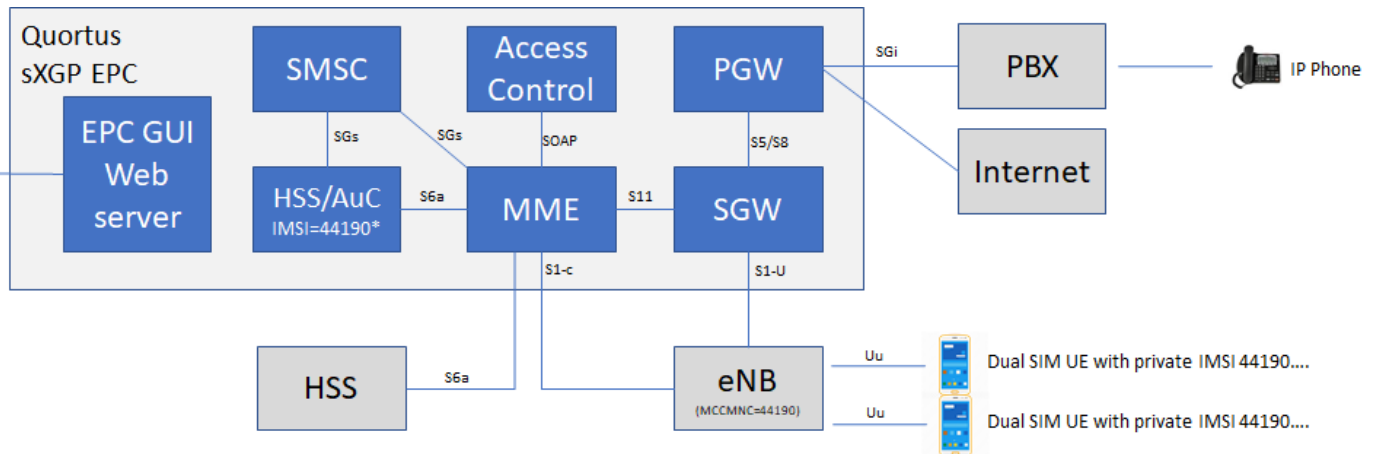 Quortus
sXGP EPC
EPC GUI
Web
server
SMSC
Access
Control
PGW
SGi
PBX
IP Phone
SGs
SGs
SOAP
S5/S8
Internet
HSS/AuC
IMSI=44190*
S6a
MME
S11
SGW
S1-c
S1-U
HSS
S6a
eNB
(MCCMNC=44190)
Uu
Dual SIM UE with private IMSI 44190....
Uu
Dual SIM UE with private IMSI 44190....